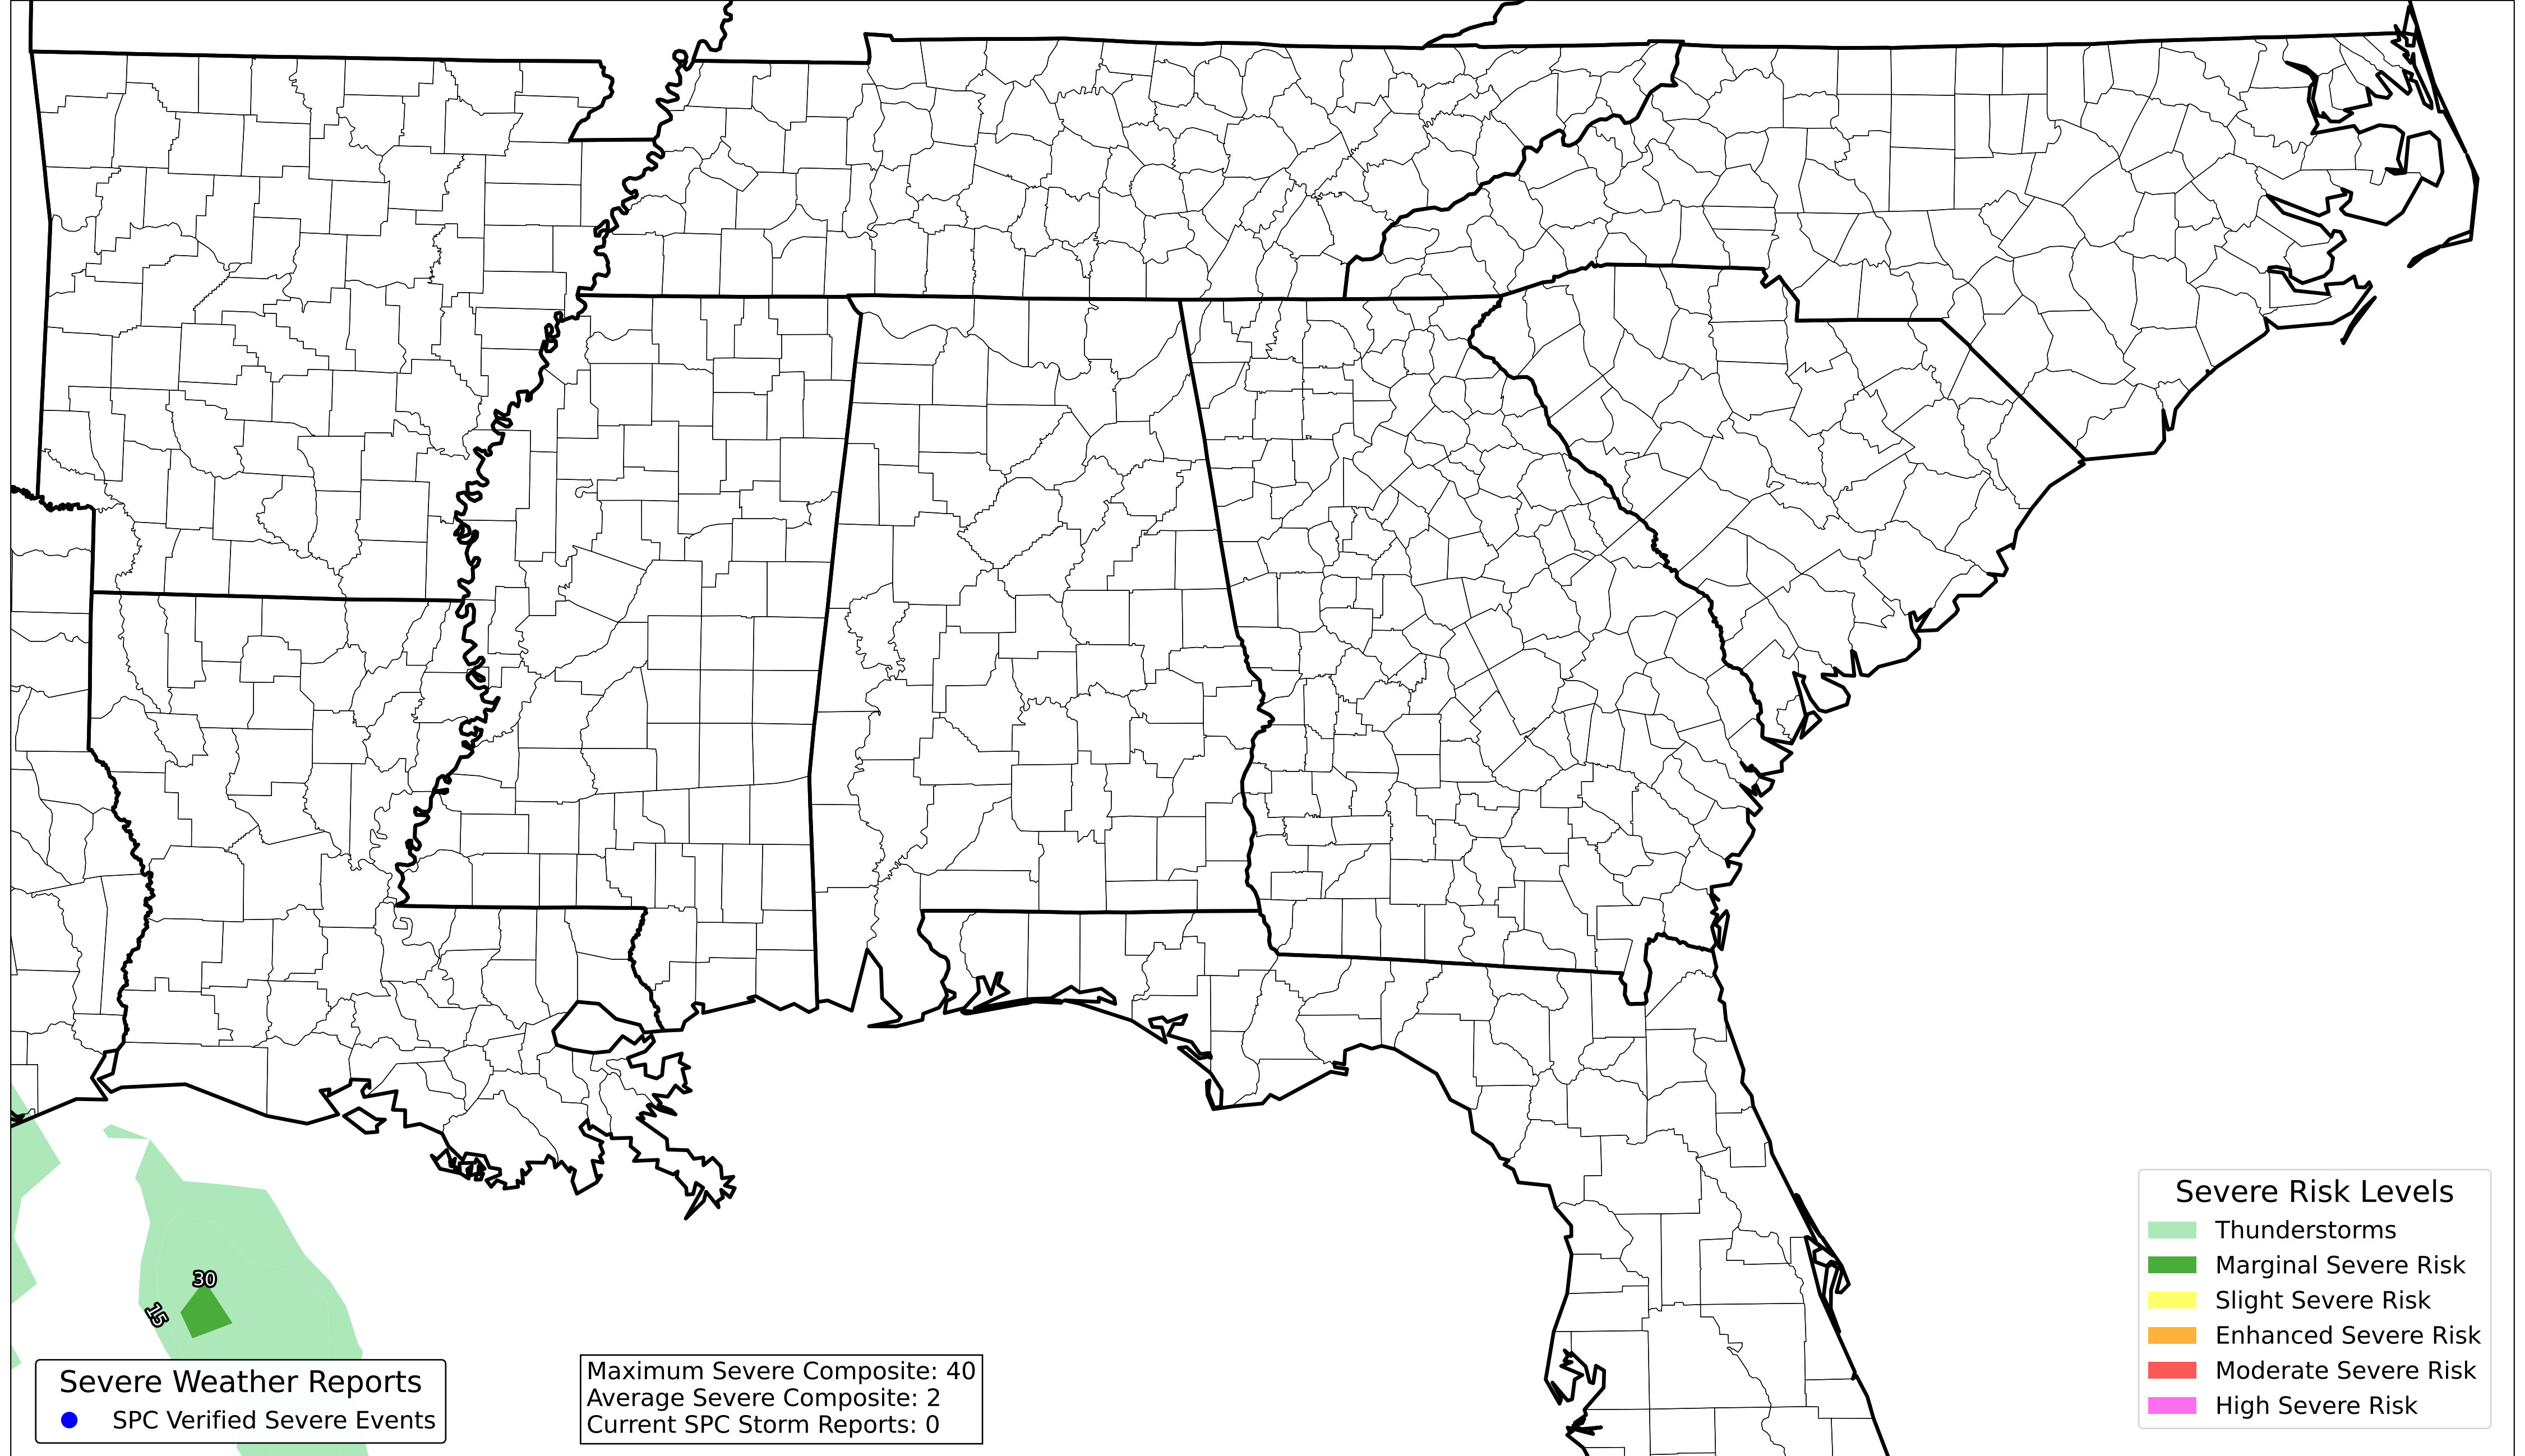 30
15
Severe Weather Reports
SPC Verified Severe Events
Maximum Severe Composite: 40
Average Severe Composite: 2
Current SPC Storm Reports: 0
Severe Risk Levels
Thunderstorms
Marginal Severe Risk
Slight Severe Risk
Enhanced Severe Risk
Moderate Severe Risk
High Severe Risk